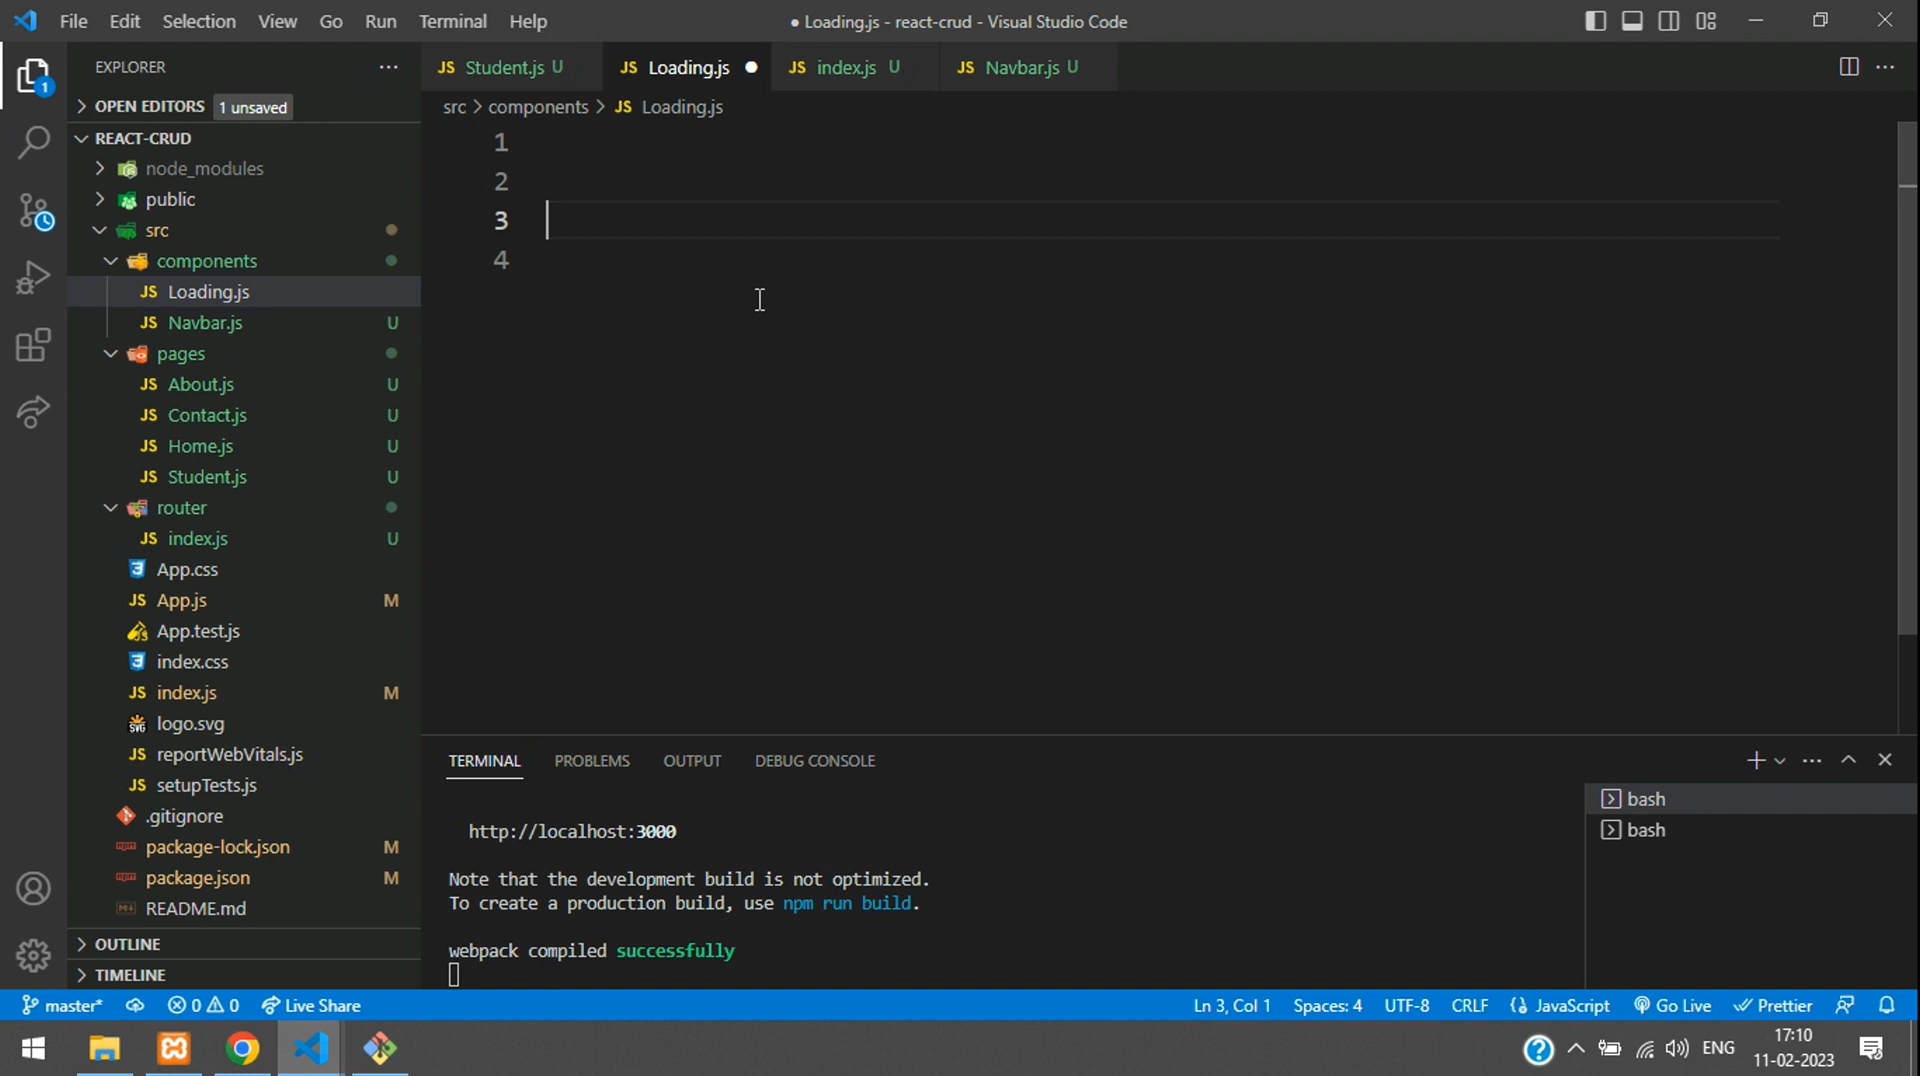 File Edit Selection View Go Run Terminal Help ● Loading.js - react-crud - Visual Studio Code
EXPLORER
OPEN EDITORS 1 unsaved
REACT-CRUD
node_modules
public
src
components
JS Loading.js
JS Navbar.js U
pages
JS About.js U
JS Contact.js U
JS Home.js U
JS Student.js U
router
JS index.js U
App.css
JS App.js M
App.test.js
index.css
JS index.js M
logo.svg
JS reportWebVitals.js
JS setupTests.js
.gitignore
package-lock.json M
package.json M
README.md
OUTLINE
TIMELINE
JS Student.js U JS Loading.js ● JS index.js U JS Navbar.js U
src > components > JS Loading.js
1
2
3
4
TERMINAL PROBLEMS OUTPUT DEBUG CONSOLE
http://localhost:3000
Note that the development build is not optimized.
To create a production build, use npm run build.
webpack compiled successfully
bash
bash
master* 0 0 Live Share Ln 3, Col 1 Spaces: 4 UTF-8 CRLF JavaScript Go Live Prettier
ENG
17:10
11-02-2023